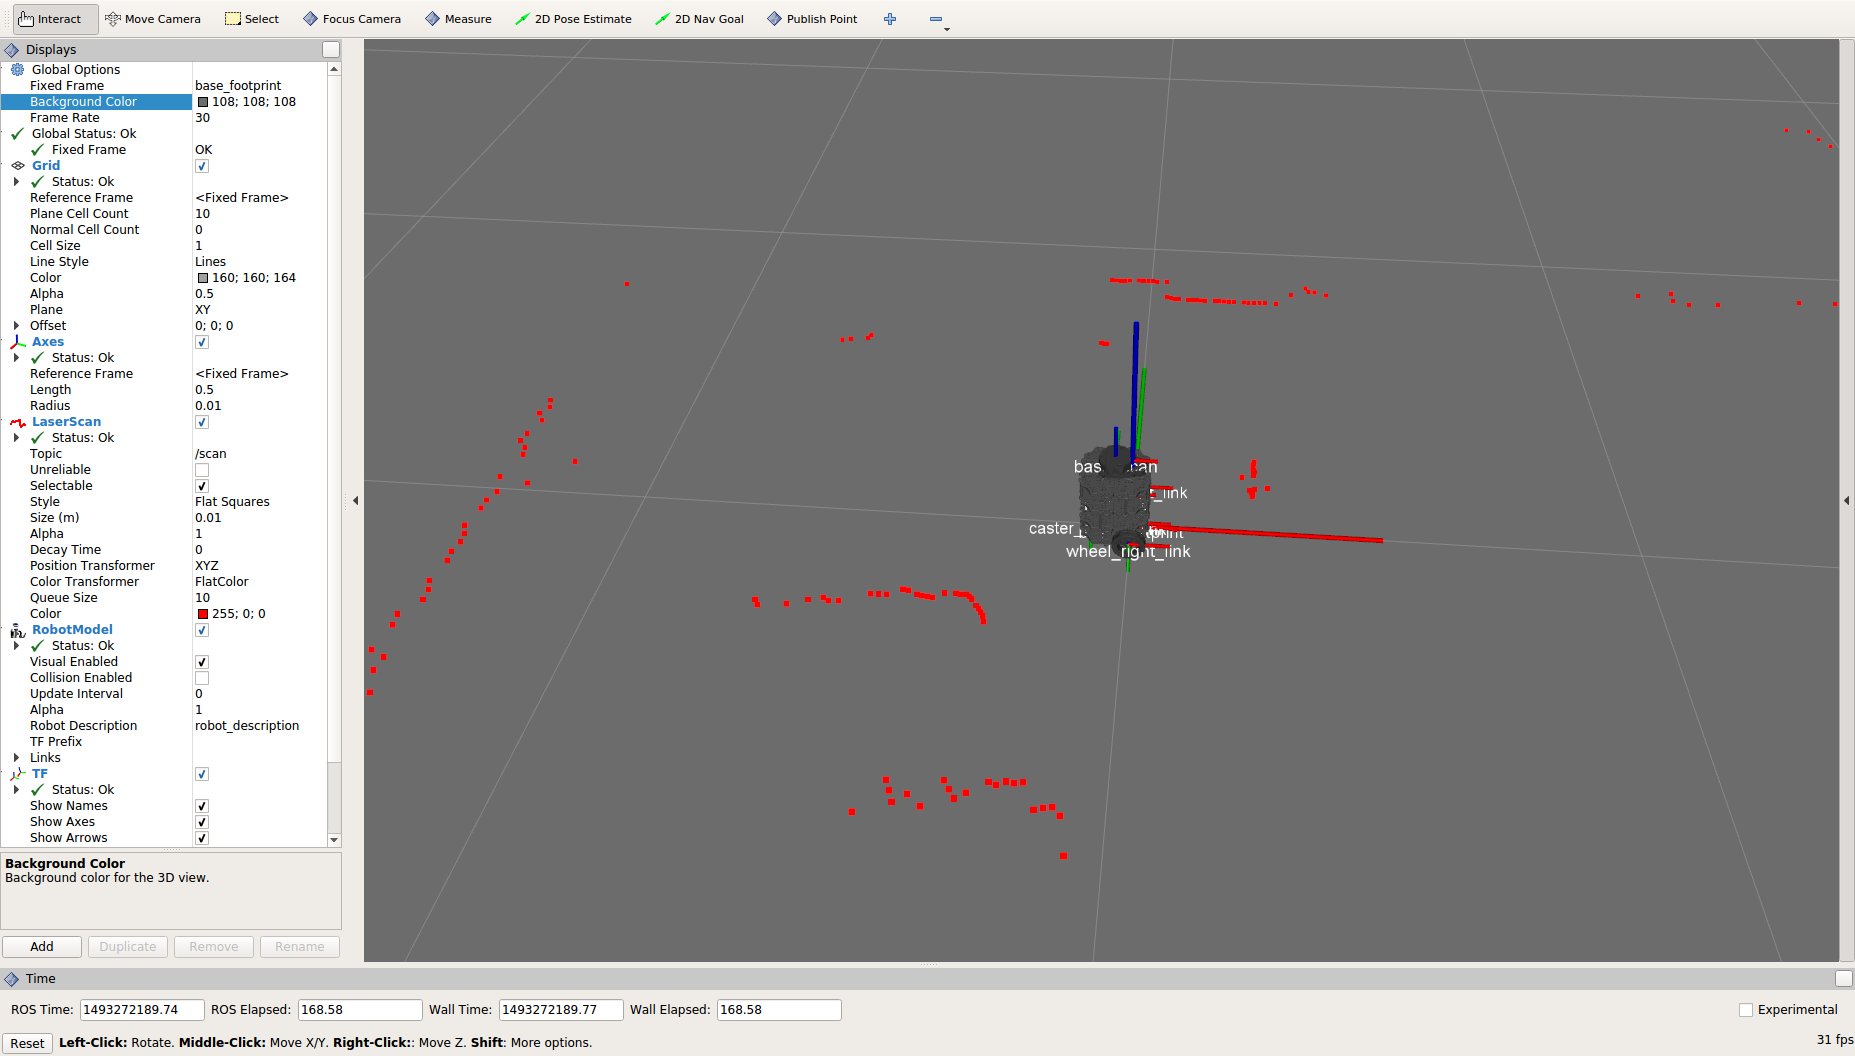 Interact Move Camera Select Focus Camera Measure 2D Pose Estimate 2D Nav Goal Publish Point
Displays
Global Options
Fixed Frame base_footprint
Background Color 108; 108; 108
Frame Rate 30
Global Status: Ok
Fixed Frame OK
Grid
Status: Ok
Reference Frame <Fixed Frame>
Plane Cell Count 10
Normal Cell Count 0
Cell Size 1
Line Style Lines
Color 160; 160; 164
Alpha 0.5
Plane XY
Offset 0; 0; 0
Axes
Status: Ok
Reference Frame <Fixed Frame>
Length 0.5
Radius 0.01
LaserScan
Status: Ok
Topic /scan
Unreliable
Selectable
Style Flat Squares
Size (m) 0.01
Alpha 1
Decay Time 0
Position Transformer XYZ
Color Transformer FlatColor
Queue Size 10
Color 255; 0; 0
RobotModel
Status: Ok
Visual Enabled
Collision Enabled
Update Interval 0
Alpha 1
Robot Description robot_description
TF Prefix
Links
TF
Status: Ok
Show Names
Show Axes
Show Arrows
Background Color
Background color for the 3D view.
Add Duplicate Remove Rename
wheel_right_link
Time
ROS Time: 1493272189.74 ROS Elapsed: 168.58 Wall Time: 1493272189.77 Wall Elapsed: 168.58 Experimental
Reset Left-Click: Rotate. Middle-Click: Move X/Y. Right-Click:: Move Z. Shift: More options. 31 fps